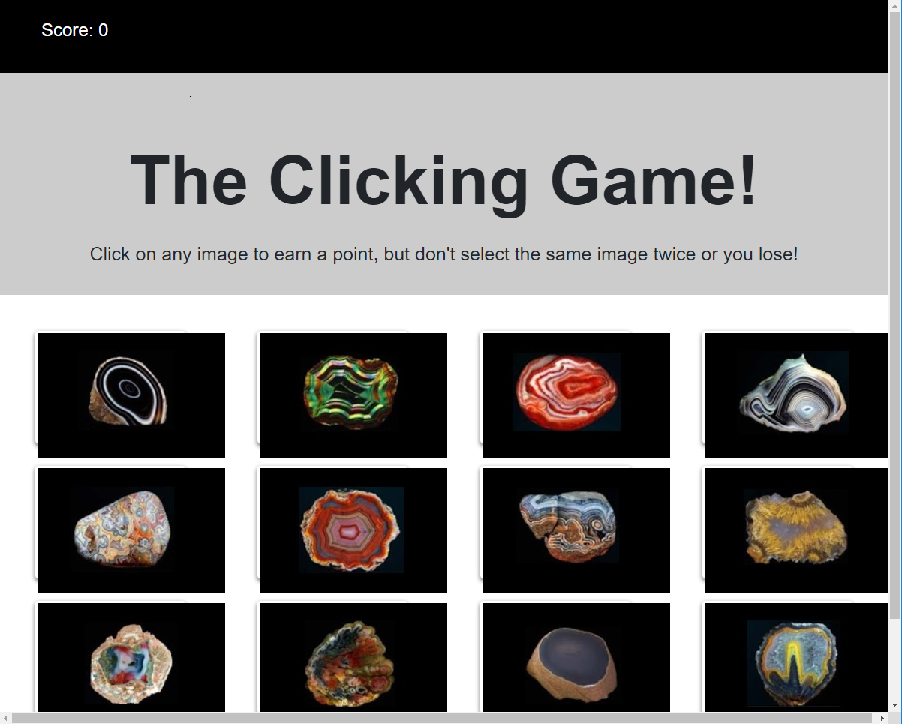 Score: 0
The Clicking Game!
Click on any image to earn a point, but don't select the same image twice or you lose!